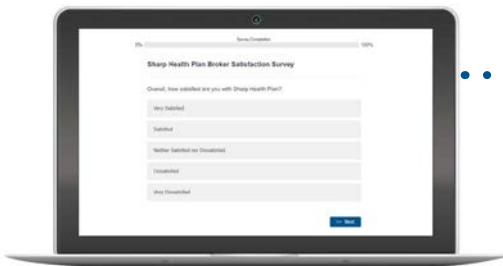 Survey Completion
0%
100%
Sharp Health Plan Broker Satisfaction Survey
Overall, how satisfied are you with Sharp Health Plan?
Very Satisfied
Satisfied
Neither Satisfied nor Dissatisfied
Dissatisfied
Very Dissatisfied
>> Next